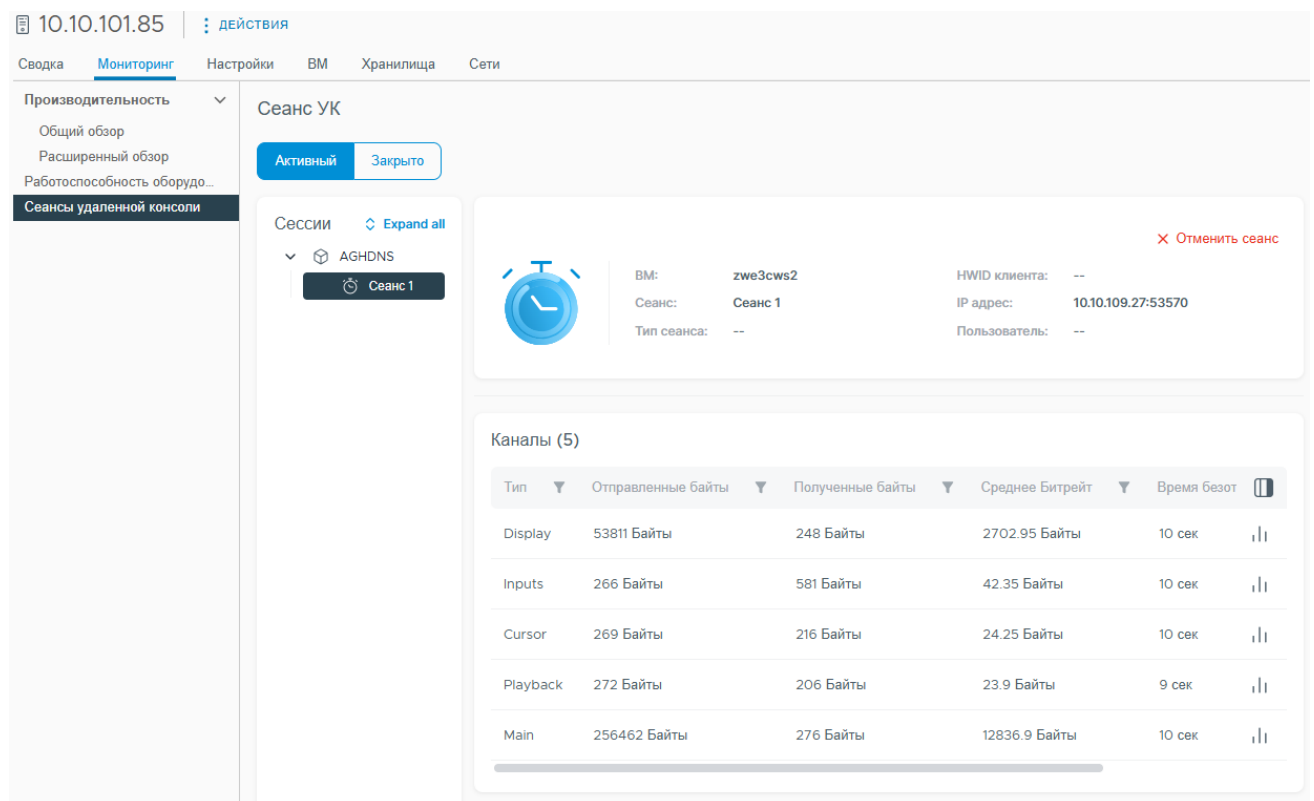 10.10.101.85 ДЕЙСТВИЯ
Сводка Мониторинг Настройки ВМ Хранилища Сети
Производительность
Общий обзор
Расширенный обзор
Работоспособность оборудо...
Сеансы удаленной консоли
Сеанс УК
Активный Закрыто
Сессии Expand all
AGHDNS
Сеанс 1
Отменить сеанс
ВМ: zwe3cws2 HWID клиента: --
Сеанс: Сеанс 1 IP адрес: 10.10.109.27:53570
Тип сеанса: -- Пользователь: --
Каналы (5)
Тип Отправленные байты Полученные байты Среднее Битрейт Время безот
Display 53811 Байты 248 Байты 2702.95 Байты 10 сек
Inputs 266 Байты 581 Байты 42.35 Байты 10 сек
Cursor 269 Байты 216 Байты 24.25 Байты 10 сек
Playback 272 Байты 206 Байты 23.9 Байты 9 сек
Main 256462 Байты 276 Байты 12836.9 Байты 10 сек